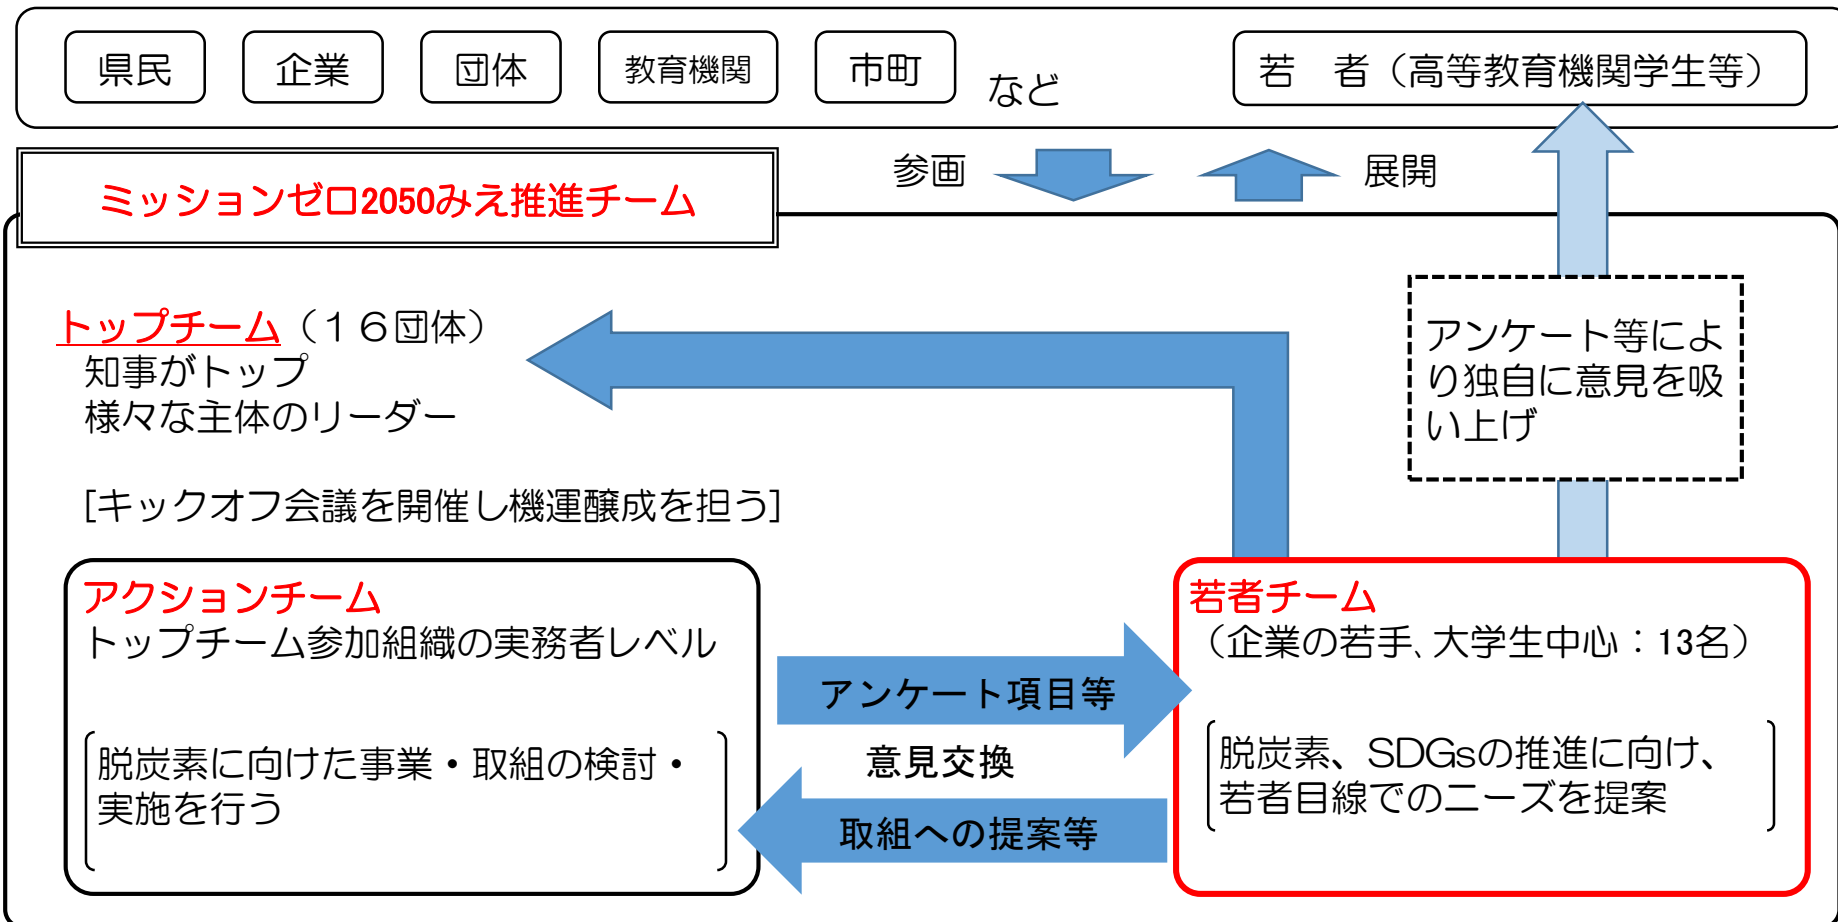 県民
企業
団体
教育機関
市町
など
若　者（高等教育機関学生等）
参画
展開
ミッションゼロ2050みえ推進チーム
トップチーム（１６団体）
知事がトップ
様々な主体のリーダー
[キックオフ会議を開催し機運醸成を担う]
アンケート等によ
り独自に意見を吸
い上げ
アクションチーム
トップチーム参加組織の実務者レベル
脱炭素に向けた事業・取組の検討・
実施を行う
アンケート項目等
意見交換
取組への提案等
若者チーム
（企業の若手、大学生中心：13名）
脱炭素、SDGsの推進に向け、
若者目線でのニーズを提案